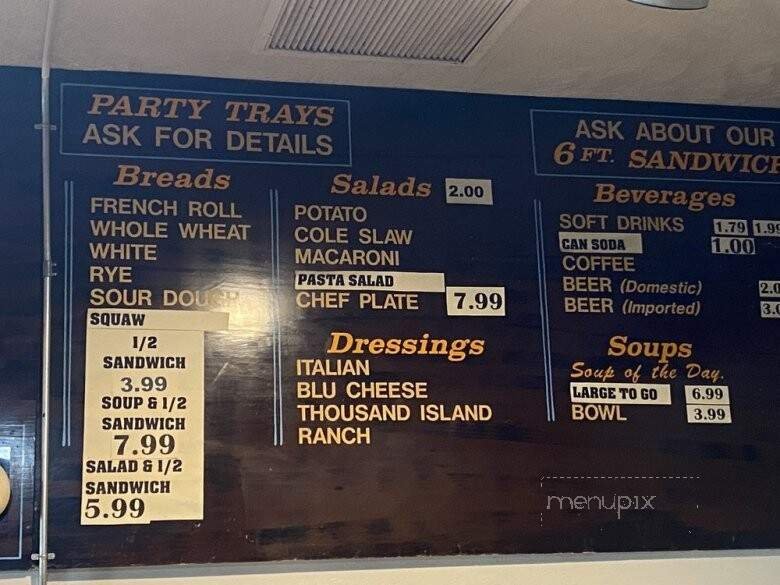 PARTY TRAYS
ASK FOR DETAILS
Breads
FRENCH ROLL
WHOLE WHEAT
WHITE
RYE
SOUR DOUGH
SQUAW
1/2
SANDWICH
3.99
SOUP & 1/2
SANDWICH
7.99
SALAD & 1/2
SANDWICH
5.99
Salads 2.00
POTATO
COLE SLAW
MACARONI
PASTA SALAD
CHEF PLATE 7.99
Dressings
ITALIAN
BLU CHEESE
THOUSAND ISLAND
RANCH
ASK ABOUT OUR
6 FT.
Beverages
SOFT DRINKS 1.79 1.99
CAN SODA 1.00
COFFEE
BEER (Domestic)
BEER (Imported)
Soups
Soup of the Day.
LARGE TO GO 6.99
BOWL 3.99
menupix